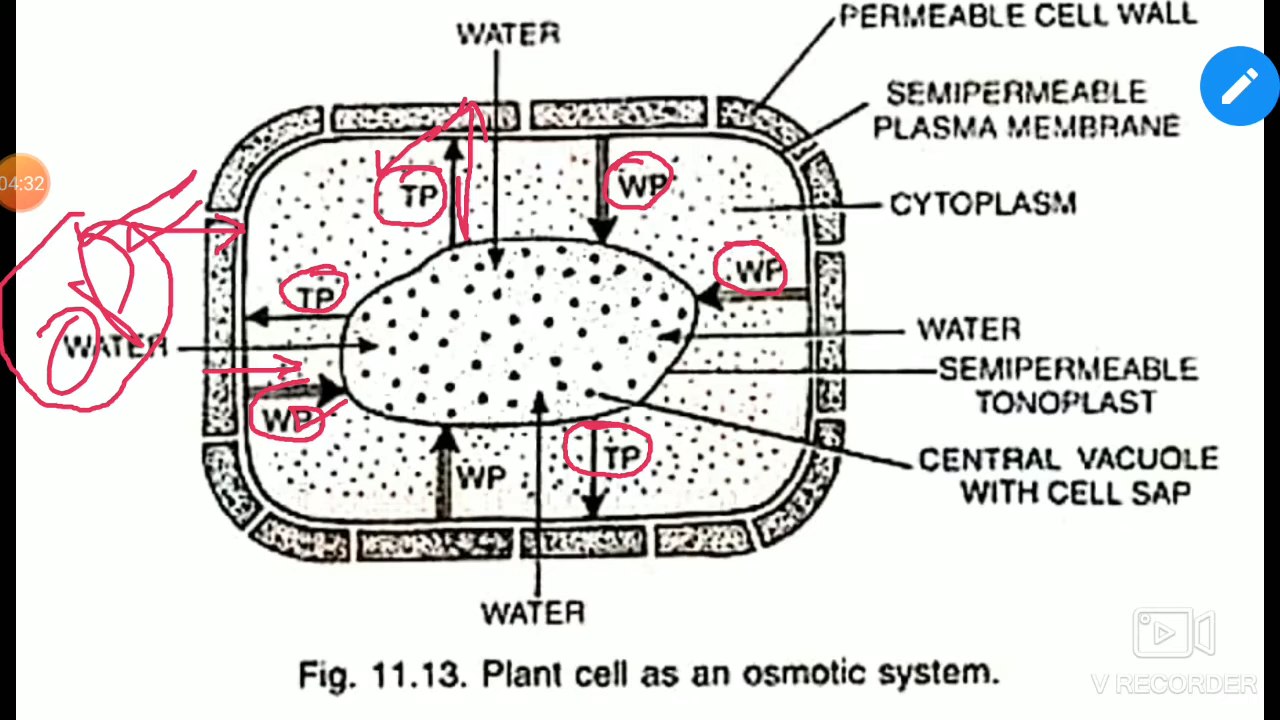 WATER
PERMEABLE CELL WALL
SEMIPERMEABLE
PLASMA MEMBRANE
04:32
TP
WP
CYTOPLASM
WP
TP
WATER
WATER
SEMIPERMEABLE
TONOPLAST
WP
TP
WP
CENTRAL VACUOLE
WITH CELL SAP
WATER
Fig. 11.13. Plant cell as an osmotic system.
V RECORDER